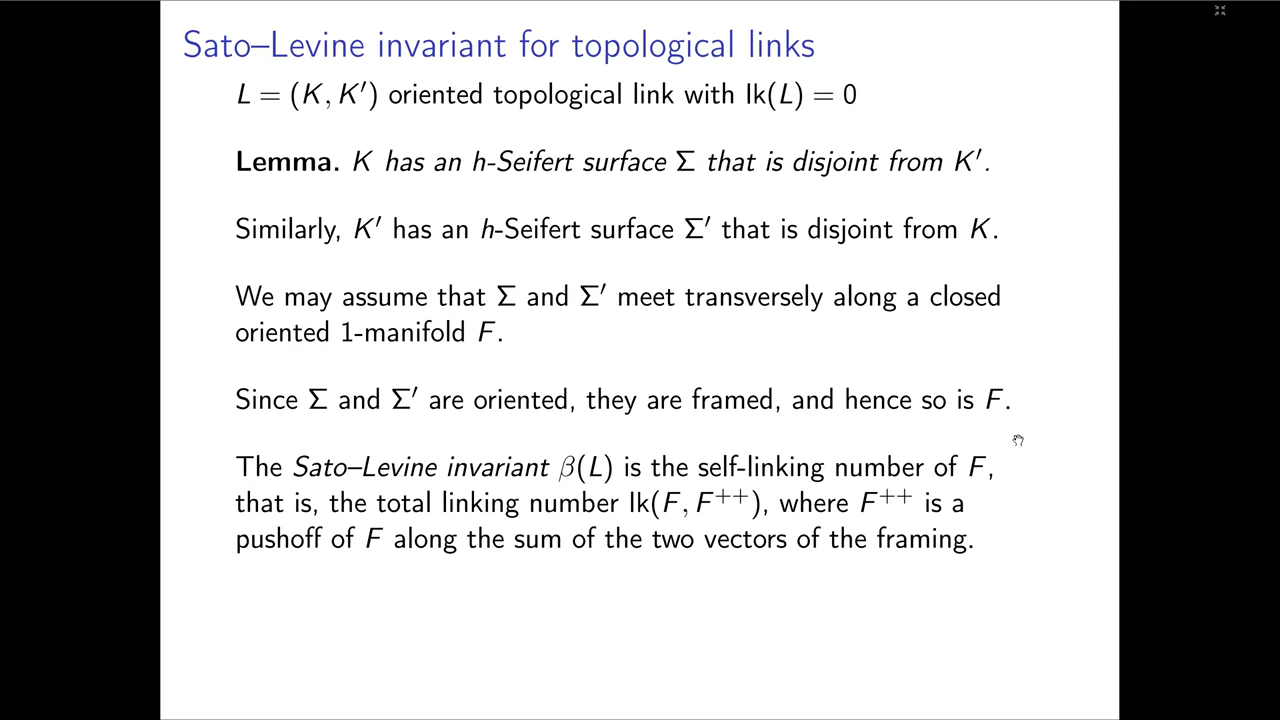 Sato–Levine invariant for topological links
L = (K, K′) oriented topological link with lk(L) = 0
Lemma. K has an h-Seifert surface Σ that is disjoint from K′.
Similarly, K′ has an h-Seifert surface Σ′ that is disjoint from K.
We may assume that Σ and Σ′ meet transversely along a closed
oriented 1-manifold F.
Since Σ and Σ′ are oriented, they are framed, and hence so is F.
The Sato–Levine invariant β(L) is the self-linking number of F,
that is, the total linking number lk(F, F⁺⁺), where F⁺⁺ is a
pushoff of F along the sum of the two vectors of the framing.